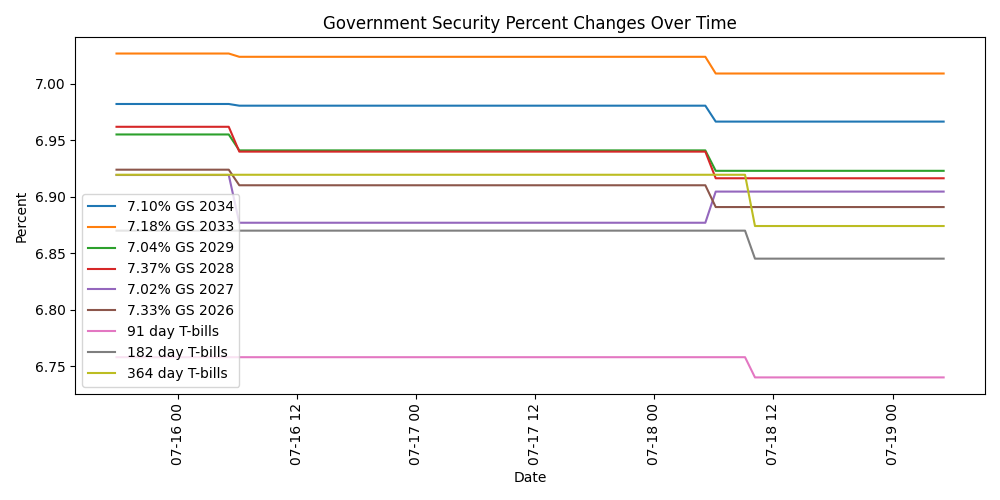 Government Security Percent Changes Over Time
Percent
7.00
6.95
6.90
6.85
6.80
6.75
7.10% GS 2034
7.18% GS 2033
7.04% GS 2029
7.37% GS 2028
7.02% GS 2027
7.33% GS 2026
91 day T-bills
182 day T-bills
364 day T-bills
07-16 00
07-16 12
07-17 00
07-17 12
07-18 00
07-18 12
07-19 00
Date